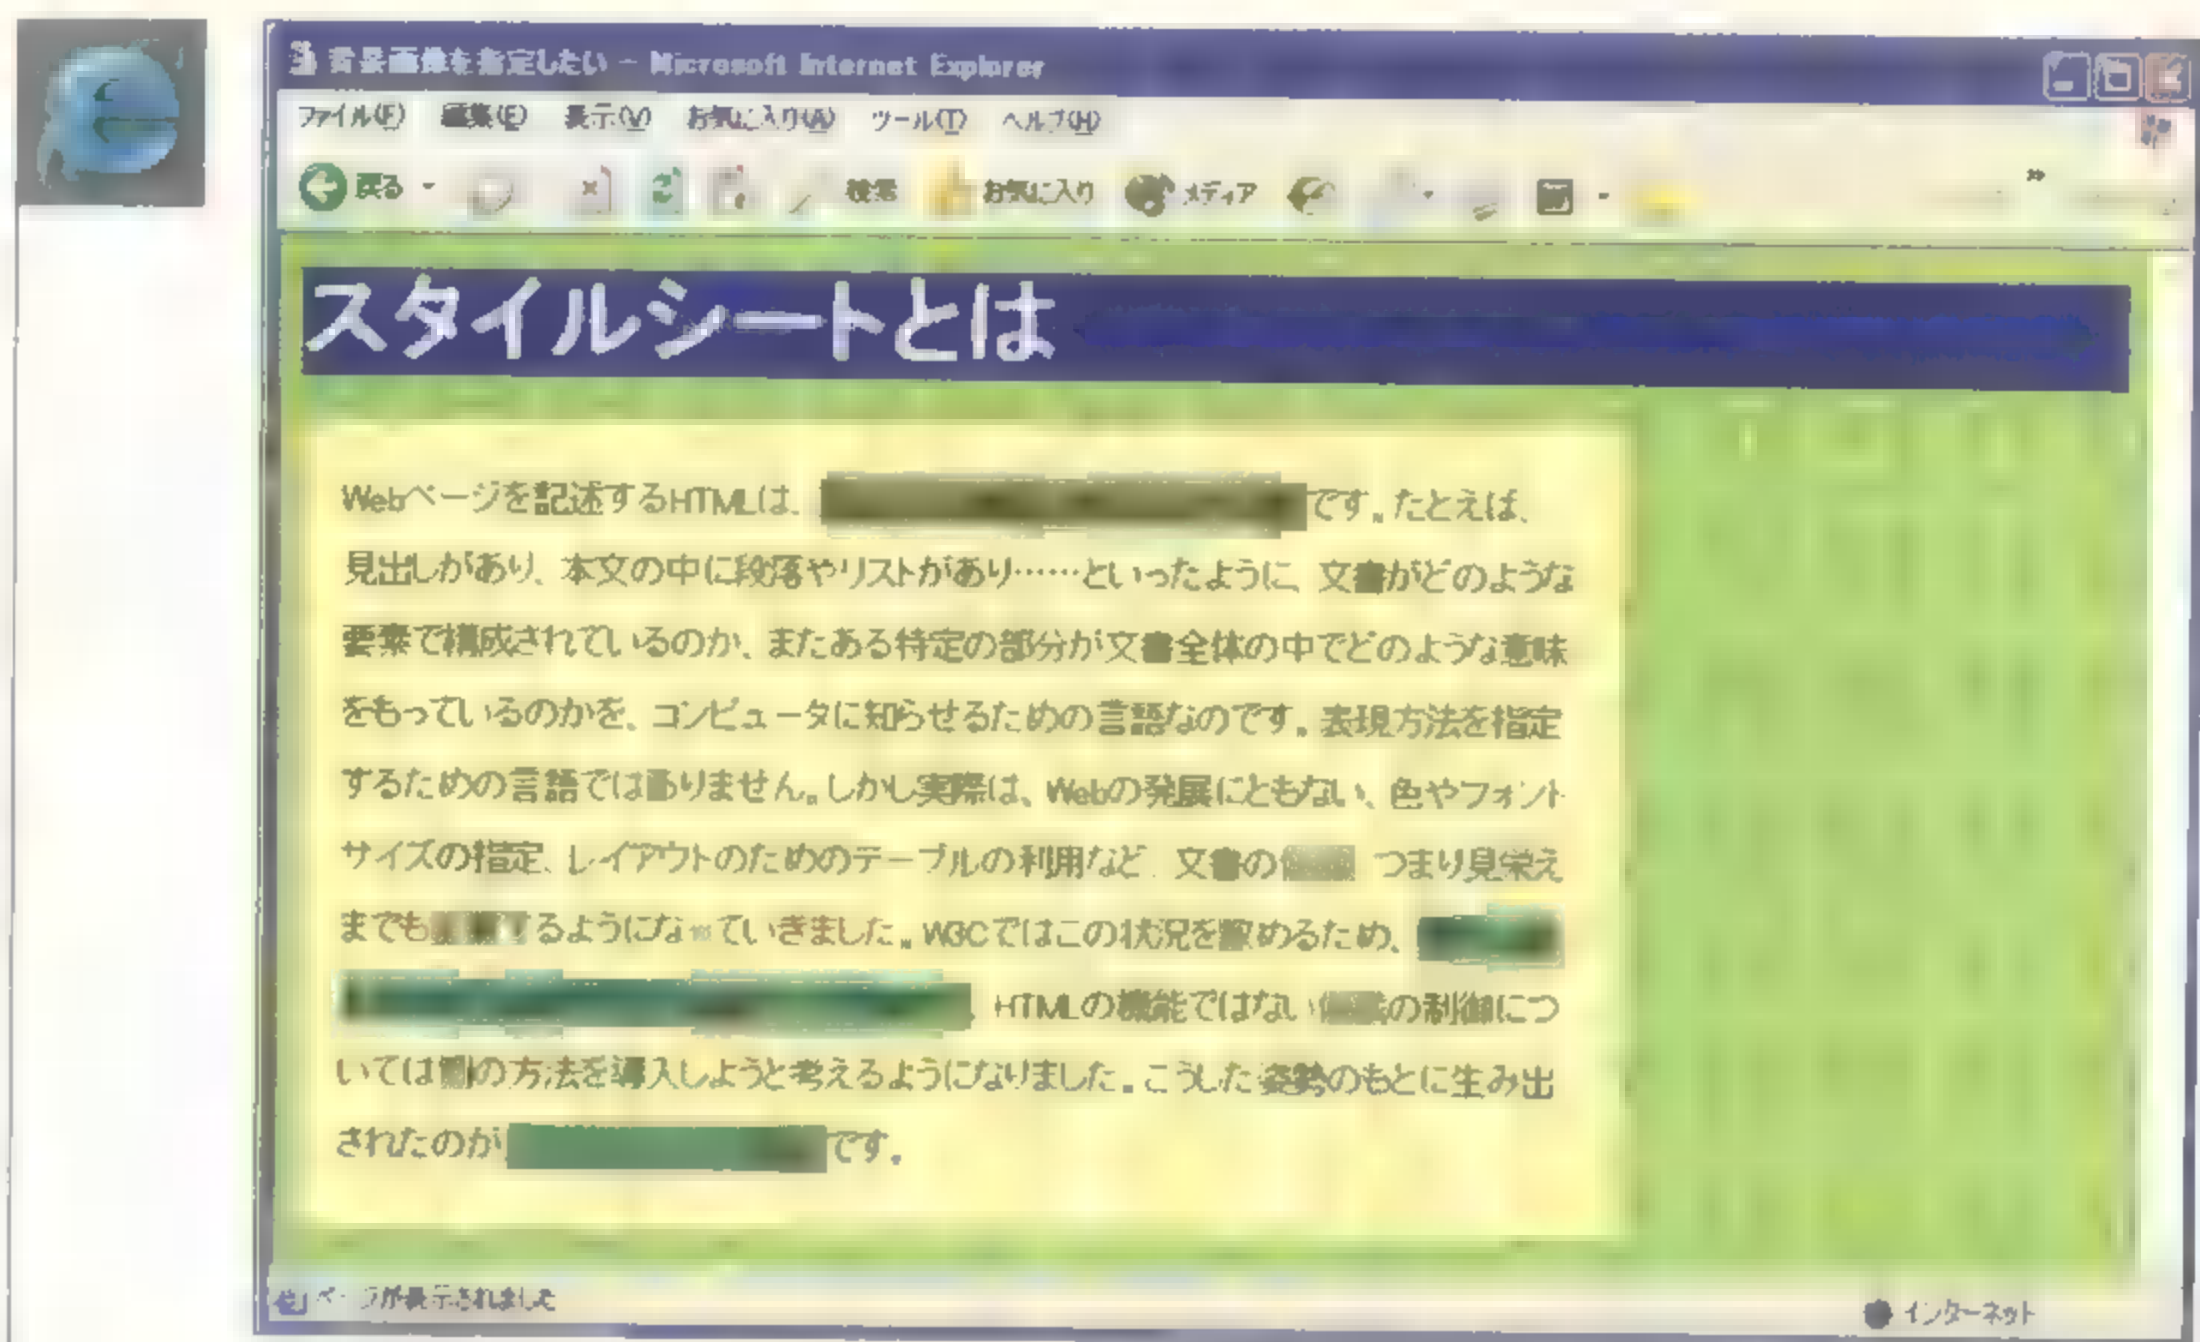 背景画像を指定したい - Microsoft Internet Explorer
ファイル(F) 編集(E) 表示(V) お気に入り(A) ツール(T) ヘルプ(H)
戻る 検索 お気に入り メディア »
スタイルシートとは
Webページを記述するHTMLは、 です。たとえば、
見出しがあり、本文の中に段落やリストがあり……といったように、文書がどのような
要素で構成されているのか、またある特定の部分が文書全体の中でどのような意味
をもっているのかを、コンピュータに知らせるための言語なのです。表現方法を指定
するための言語ではありません。しかし実際は、Webの発展にともない、色やフォント
サイズの指定、レイアウトのためのテーブルの利用など、文書の つまり見栄え
までも するようになっていきました。W3Cではこの状況を改めるため、
HTMLの機能ではない の制御につ
いては別の方法を導入しようと考えるようになりました。こうした姿勢のもとに生み出
されたのが です。
ページが表示されました
インターネット